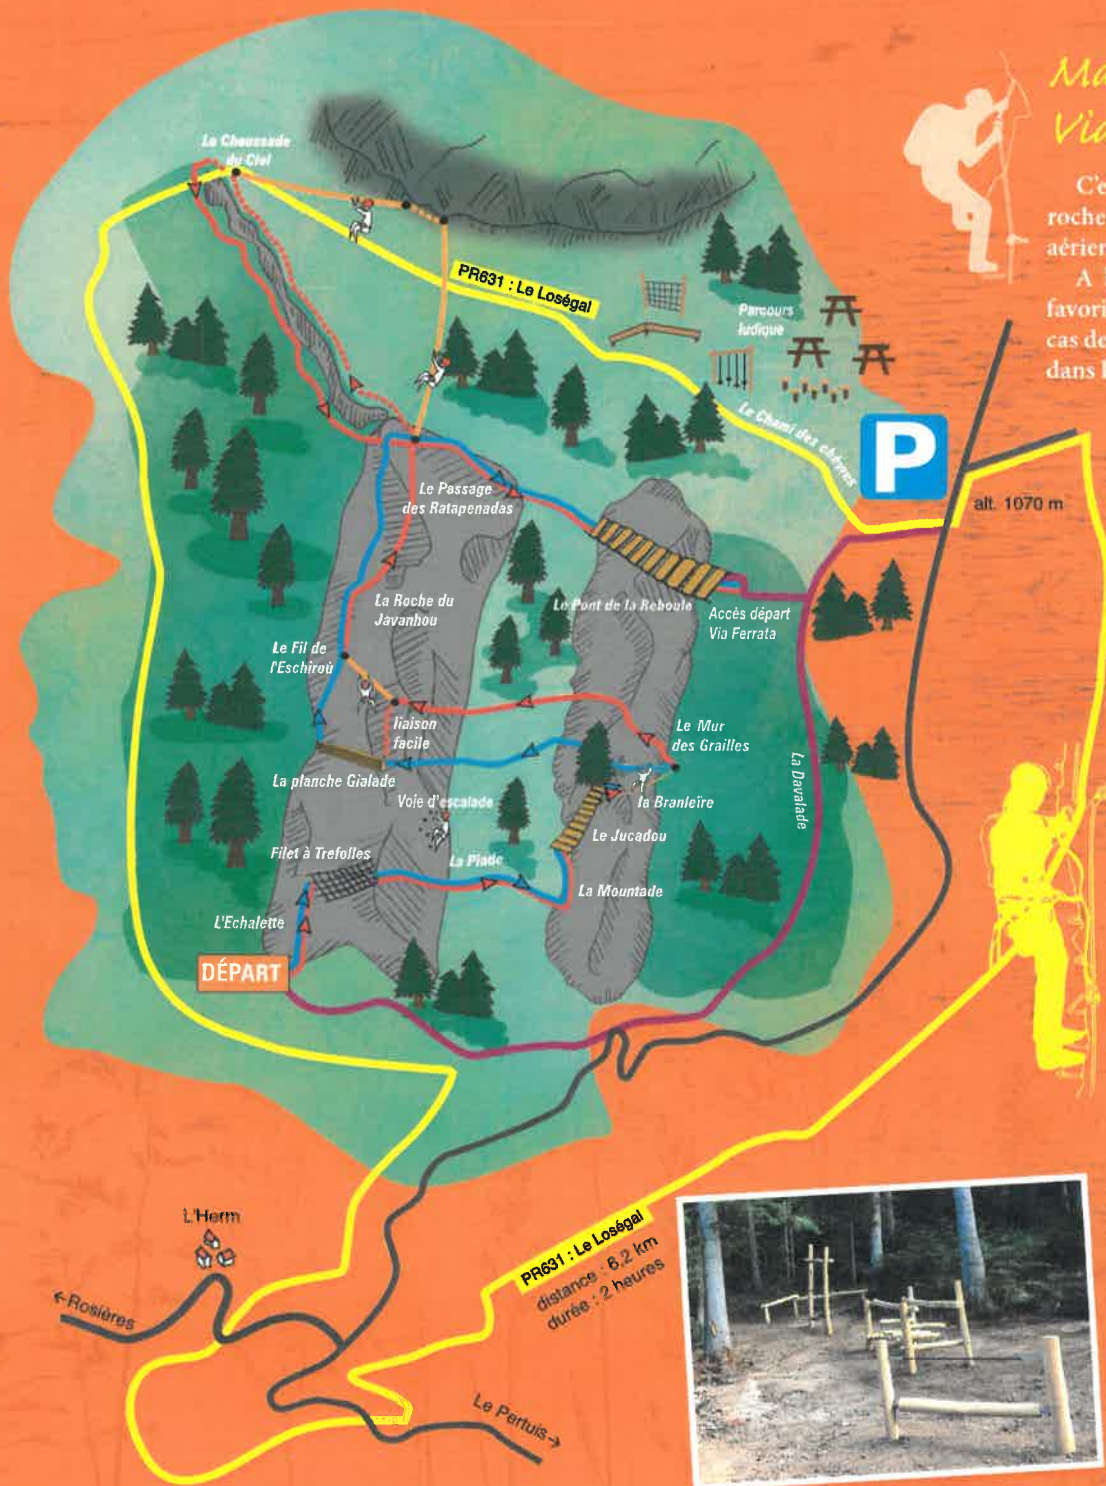 La Chaussade
du Ciel
PR631 : Le Loségal
Parcours
ludique
Le Chami des chèvres
P
alt. 1070 m
Le Passage
des Ratapenadas
La Roche du
Javanhou
Le Pont de la Reboule
Accès départ
Via Ferrata
Le Fil de
l'Eschiroù
liaison
facile
Le Mur
des Grailles
La planche Gialade
Voie d'escalade
la Branleïre
La Davalade
Le Jucadou
Filet à Trefolles
La Piade
La Mountade
L'Echalette
DÉPART
L'Herm
←Rosières
PR631 : Le Loségal
distance : 6,2 km
durée : 2 heures
Le Pertuis→
Ma
Via
C'e
roche
aérien
A l
favori
cas de
dans l